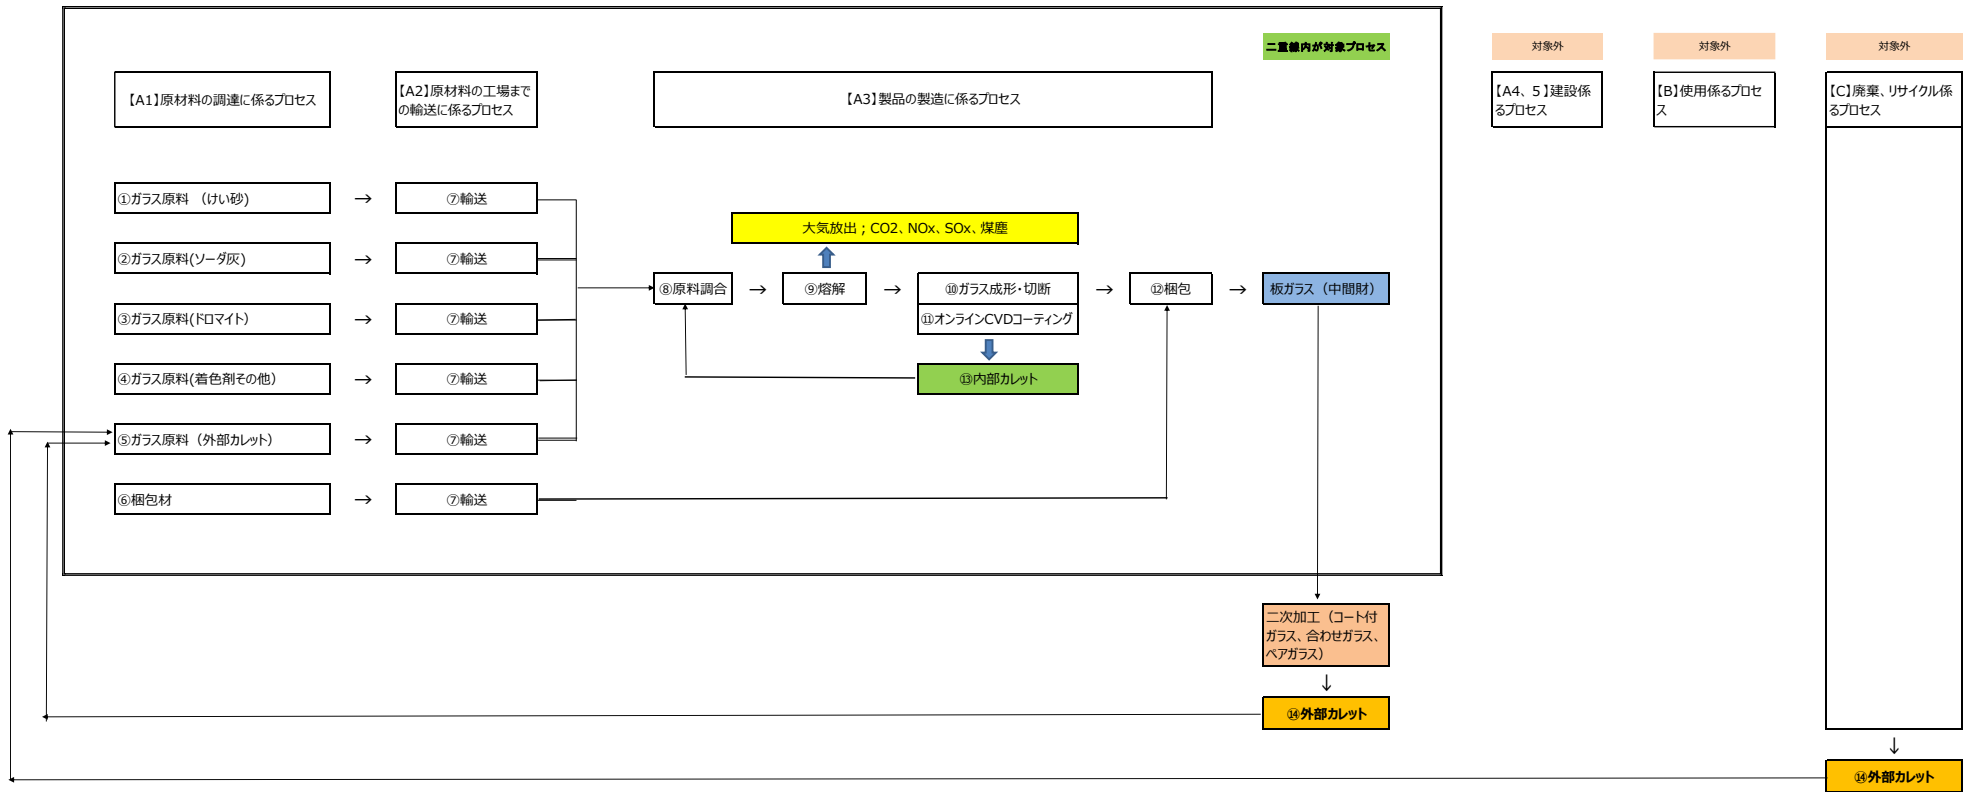 二重線内が対象プロセス
対象外
対象外
対象外
【A1】原材料の調達に係るプロセス
【A2】原材料の工場まで
の輸送に係るプロセス
【A3】製品の製造に係るプロセス
【A4、5】建設係
るプロセス
【B】使用係るプロセ
ス
【C】廃棄、リサイクル係
るプロセス
①ガラス原料 （けい砂)
→
⑦輸送
大気放出；CO2、NOx、SOx、煤塵
②ガラス原料(ソーダ灰)
→
⑦輸送
⑧原料調合
→
⑨熔解
→
⑩ガラス成形・切断
→
⑫梱包
→
板ガラス（中間財）
③ガラス原料(ドロマイト）
→
⑦輸送
⑪オンラインCVDコーティング
④ガラス原料(着色剤その他）
→
⑦輸送
⑬内部カレット
⑤ガラス原料（外部カレット）
→
⑦輸送
⑥梱包材
→
⑦輸送
二次加工（コート付
ガラス、合わせガラス、
ペアガラス）
↓
⑭外部カレット
↓
⑭外部カレット